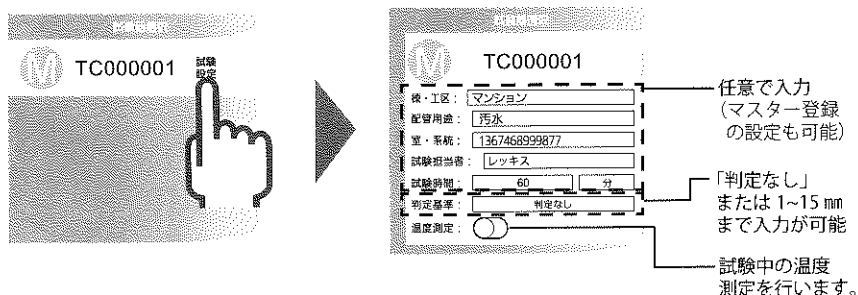 M
TC000001
試験
設定
M
TC000001
棟・工区： マンション
配管用途： 汚水
室・系統： 1367468999877
試験担当者： レッキス
試験時間： 60 分
判定基準： 判定なし
温度測定：
任意で入力
（マスター登録
の設定も可能）
「判定なし」
または 1~15 ㎜
まで入力が可能
試験中の温度
測定を行います。